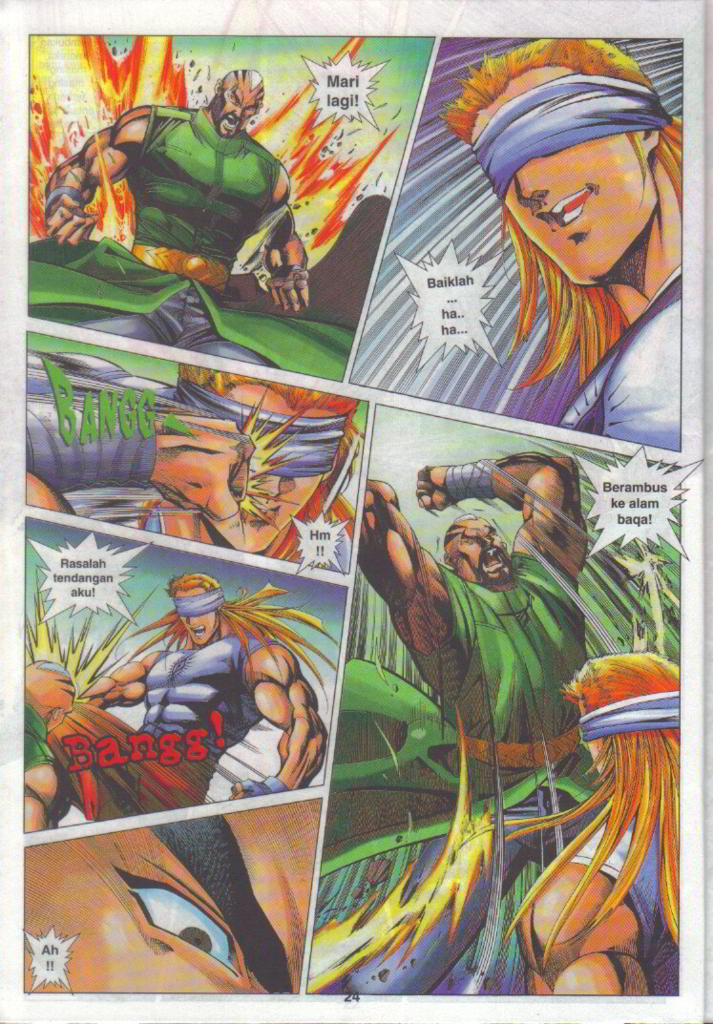 Mari
lagi!
Baiklah
...
ha..
ha...
BANGG
Hm
!!
Berambus
ke alam
baqa!
Rasalah
tendangan
aku!
Bangg!
Ah
!!
24